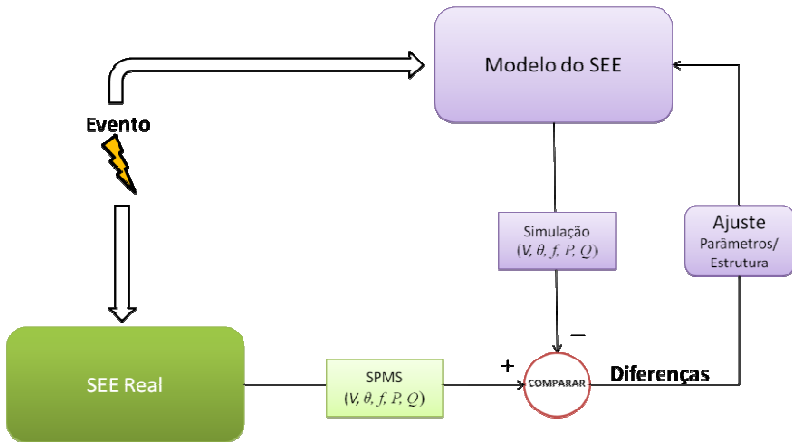 Modelo do SEE
Evento
Simulação
(V, θ, f, P, Q)
Ajuste
Parâmetros/
Estrutura
–
+
SEE Real
SPMS
(V, θ, f, P, Q)
COMPARAR
Diferenças